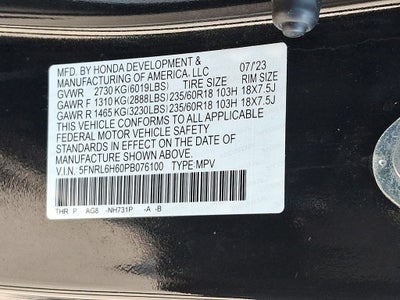 MFD. BY HONDA DEVELOPMENT &
MANUFACTURING OF AMERICA, LLC 07/23
GVWR 2730 KG(6019LBS) TIRE SIZE RIM SIZE
GAWR F 1310 KG(2888LBS) 235/60R18 103H 18X7.5J
GAWR R 1465 KG(3230LBS) 235/60R18 103H 18X7.5J
THIS VEHICLE CONFORMS TO ALL APPLICABLE
FEDERAL MOTOR VEHICLE SAFETY AND
BUMPER STANDARDS IN EFFECT ON THE DATE OF
MANUFACTURE SHOWN ABOVE.
V.I.N. 5FNRL6H60PB076100 TYPE:MPV
THR P AG8 -NH731P -A -B